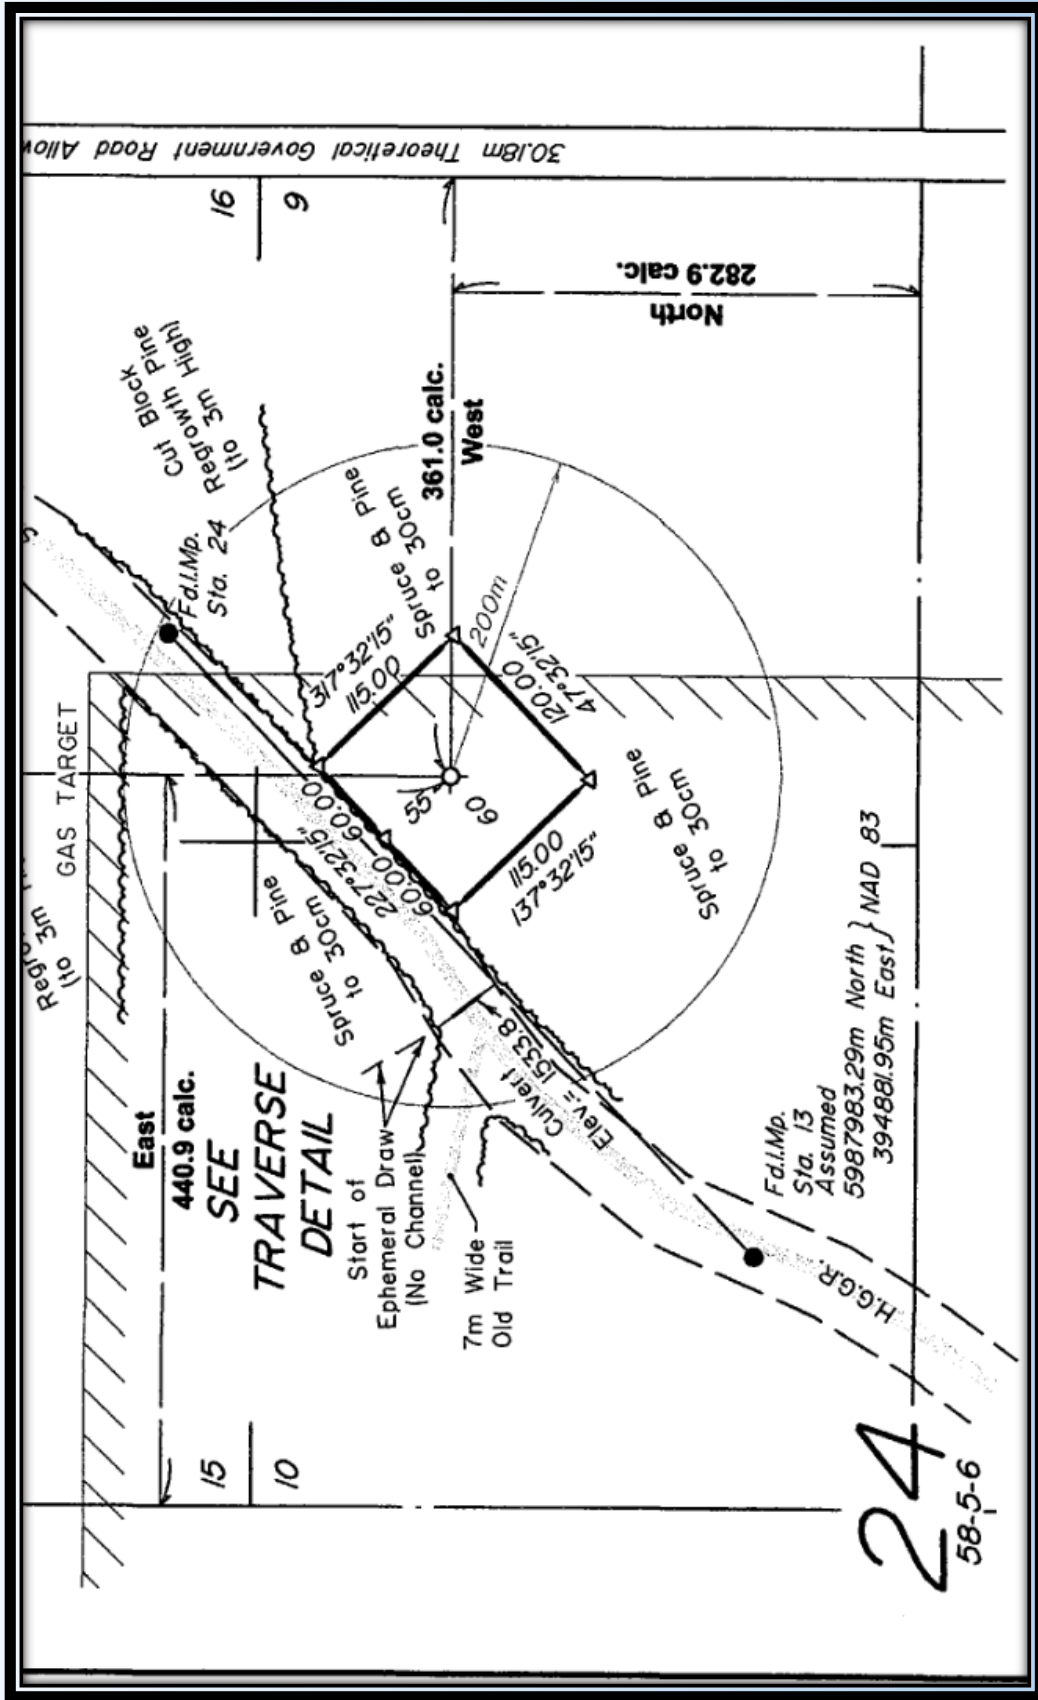 30.18m Theoretical Government Road Allow
16
9
282.9 calc.
North
Cut Block
Regrowth Pine
(to 3m High)
361.0 calc.
West
Fd.I.Mp.
Sta. 24
Spruce & Pine
to 30cm
200m
317°32'15"
115.00
120.00
47°32'15"
GAS TARGET
(to 3m
60.00
227°32'15"
60.00
55
60
115.00
137°32'15"
Spruce & Pine
to 30cm
Spruce & Pine
to 30cm
East
440.9 calc.
SEE
TRAVERSE
DETAIL
Start of
Ephemeral Draw
(No Channel)
7m Wide
Old Trail
Culvert
Elev.= 1533.8
Fd.I.Mp.
Sta. 13
Assumed
5987983.29m North } NAD 83
394881.95m East
H.G.G.R.
15
10
24
58-5-6